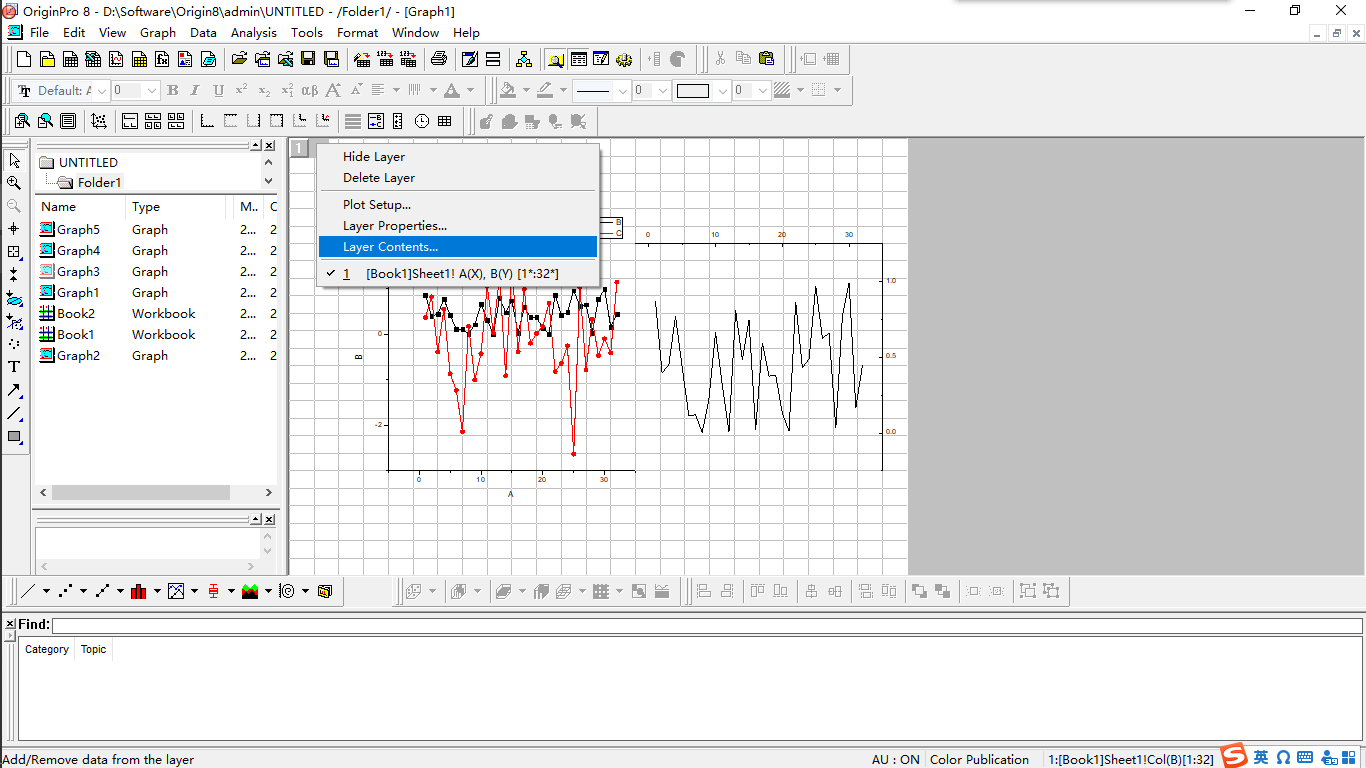 OriginPro 8 - D:\Software\Origin8\admin\UNTITLED - /Folder1/ - [Graph1]
File Edit View Graph Data Analysis Tools Format Window Help
Default: A 0 B I U x² x₂ x₁² αβ A A 0 0
1
Hide Layer
Delete Layer
Plot Setup...
Layer Properties...
Layer Contents...
1 [Book1]Sheet1! A(X), B(Y) [1*:32*]
UNTITLED
Folder1
Name Type M.. C
Graph5 Graph 2... 2
Graph4 Graph 2... 2
Graph3 Graph 2... 2
Graph1 Graph 2... 2
Book2 Workbook 2... 2
Book1 Workbook 2... 2
Graph2 Graph 2... 2
B
C
0 10 20 30
1.0
0.5
0.0
0
-2
B
0 10 20 30
A
Find:
Category Topic
Add/Remove data from the layer
AU : ON Color Publication 1:[Book1]Sheet1!Col(B)[1:32]
S 英